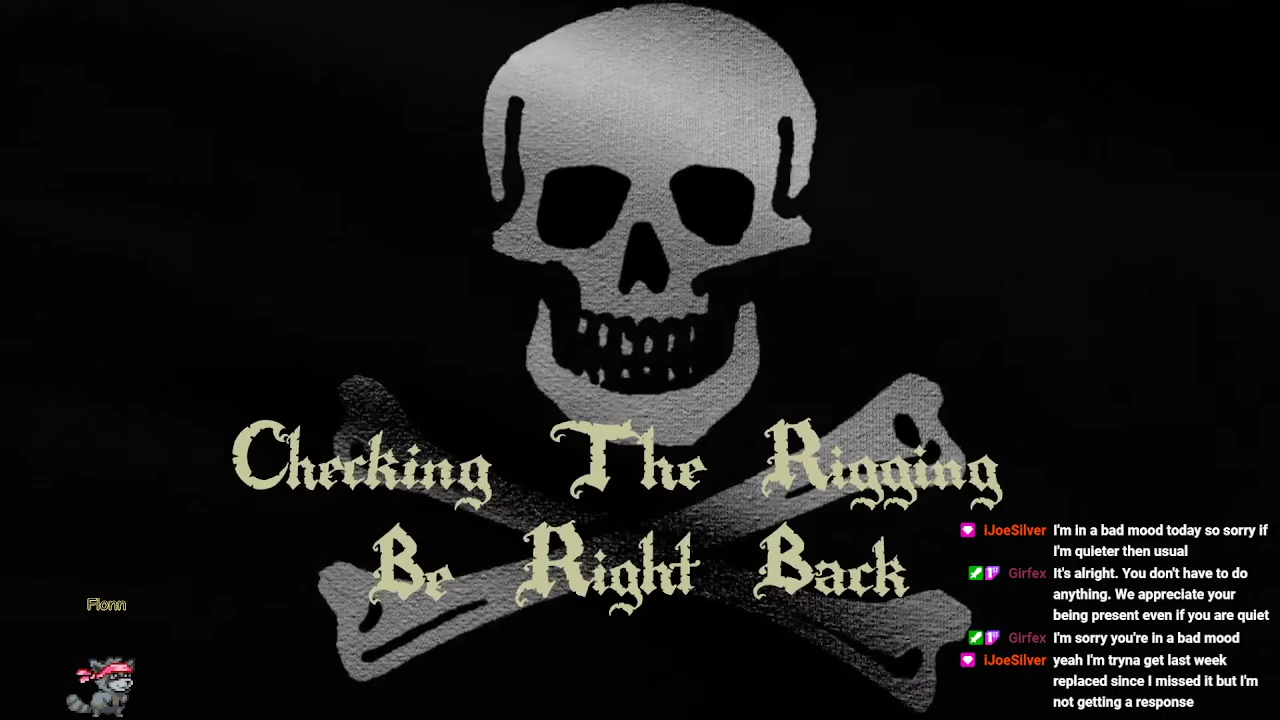 Checking The Rigging
Be Right Back
Fionn
iJoeSilver I'm in a bad mood today so sorry if
I'm quieter then usual
Girfex It's alright. You don't have to do
anything. We appreciate your
being present even if you are quiet
Girfex I'm sorry you're in a bad mood
iJoeSilver yeah I'm tryna get last week
replaced since I missed it but I'm
not getting a response